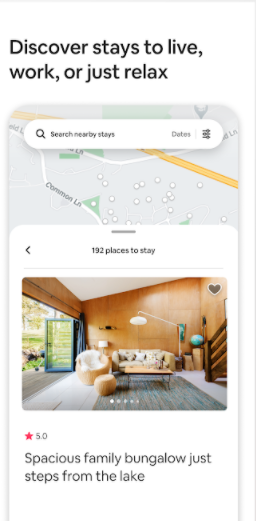 Discover stays to live,
work, or just relax
Search nearby stays
Dates
Common Ln
192 places to stay
5.0
Spacious family bungalow just
steps from the lake